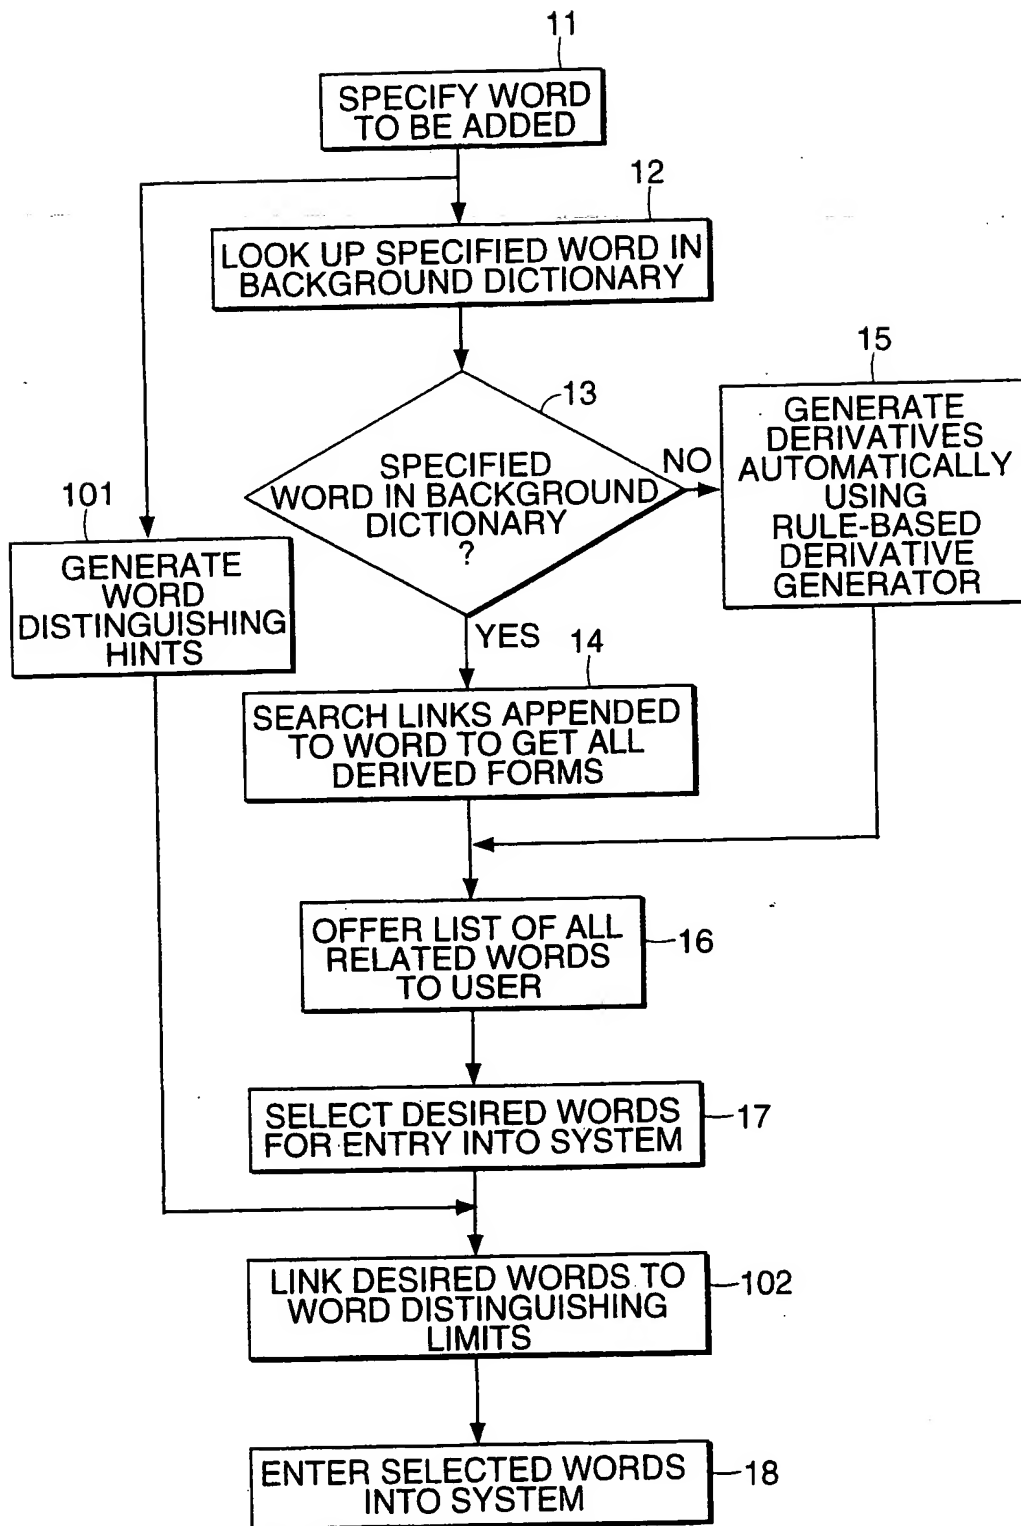 11
SPECIFY WORD
TO BE ADDED
12
LOOK UP SPECIFIED WORD IN
BACKGROUND DICTIONARY
13
SPECIFIED
WORD IN BACKGROUND
DICTIONARY
?
NO
15
GENERATE
DERIVATIVES
AUTOMATICALLY
USING
RULE-BASED
DERIVATIVE
GENERATOR
101
GENERATE
WORD
DISTINGUISHING
HINTS
YES
14
SEARCH LINKS APPENDED
TO WORD TO GET ALL
DERIVED FORMS
OFFER LIST OF ALL
RELATED WORDS
TO USER
16
SELECT DESIRED WORDS
FOR ENTRY INTO SYSTEM
17
LINK DESIRED WORDS TO
WORD DISTINGUISHING
LIMITS
102
ENTER SELECTED WORDS
INTO SYSTEM
18